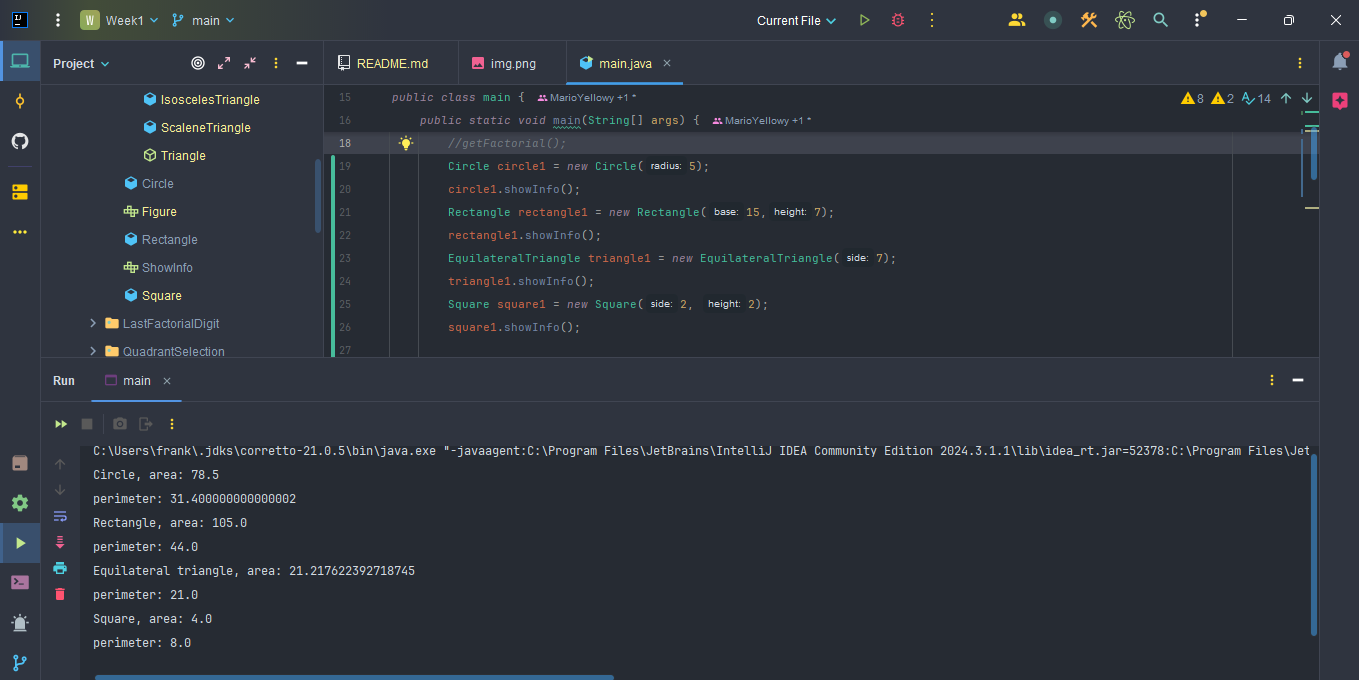 W Week1 main Current File
Project
README.md img.png main.java
IsoscelesTriangle
ScaleneTriangle
Triangle
Circle
Figure
Rectangle
ShowInfo
Square
LastFactorialDigit
QuadrantSelection
8 2 14
15 public class main { MarioYellowy +1 *
16 public static void main(String[] args) { MarioYellowy +1 *
18 //getFactorial();
19 Circle circle1 = new Circle( radius: 5);
20 circle1.showInfo();
21 Rectangle rectangle1 = new Rectangle( base: 15, height: 7);
22 rectangle1.showInfo();
23 EquilateralTriangle triangle1 = new EquilateralTriangle( side: 7);
24 triangle1.showInfo();
25 Square square1 = new Square( side: 2, height: 2);
26 square1.showInfo();
27
Run main
C:\Users\frank\.jdks\corretto-21.0.5\bin\java.exe "-javaagent:C:\Program Files\JetBrains\IntelliJ IDEA Community Edition 2024.3.1.1\lib\idea_rt.jar=52378:C:\Program Files\Jet
Circle, area: 78.5
perimeter: 31.400000000000002
Rectangle, area: 105.0
perimeter: 44.0
Equilateral triangle, area: 21.217622392718745
perimeter: 21.0
Square, area: 4.0
perimeter: 8.0